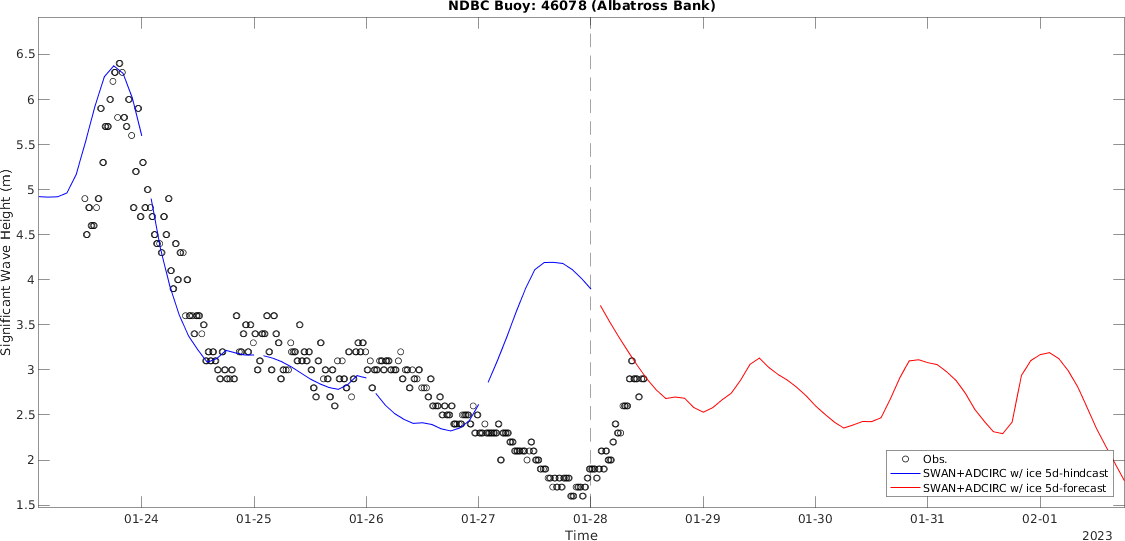 NDBC Buoy: 46078 (Albatross Bank)
Significant Wave Height (m)
6.5
6
5.5
5
4.5
4
3.5
3
2.5
2
1.5
Obs.
SWAN+ADCIRC w/ ice 5d-hindcast
SWAN+ADCIRC w/ ice 5d-forecast
01-24 01-25 01-26 01-27 01-28 01-29 01-30 01-31 02-01
Time
2023